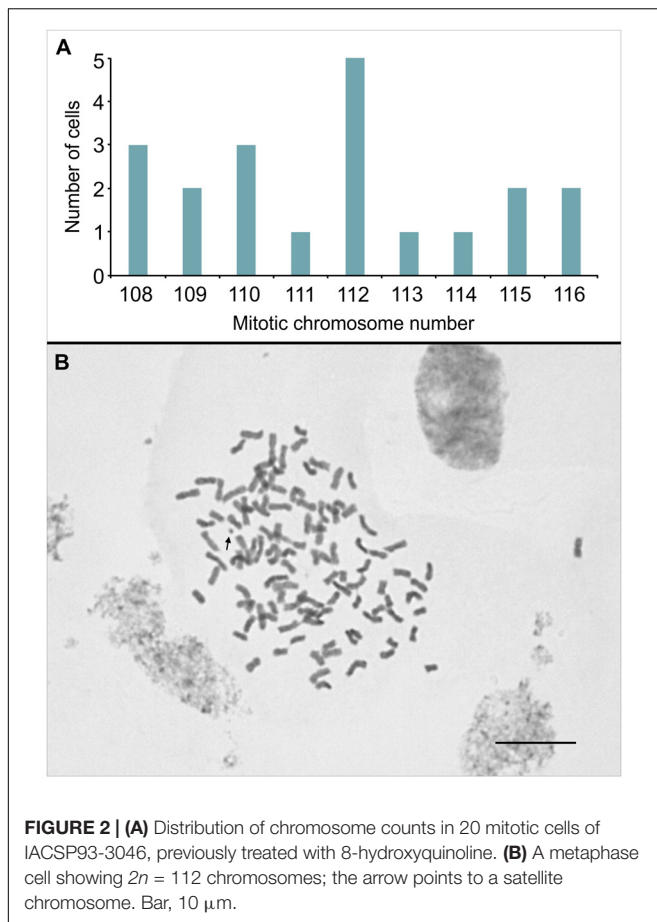 A
Number of cells
5
4
3
2
1
0
108 109 110 111 112 113 114 115 116
Mitotic chromosome number
B
FIGURE 2 | (A) Distribution of chromosome counts in 20 mitotic cells of
IACSP93-3046, previously treated with 8-hydroxyquinoline. (B) A metaphase
cell showing 2n = 112 chromosomes; the arrow points to a satellite
chromosome. Bar, 10 μm.